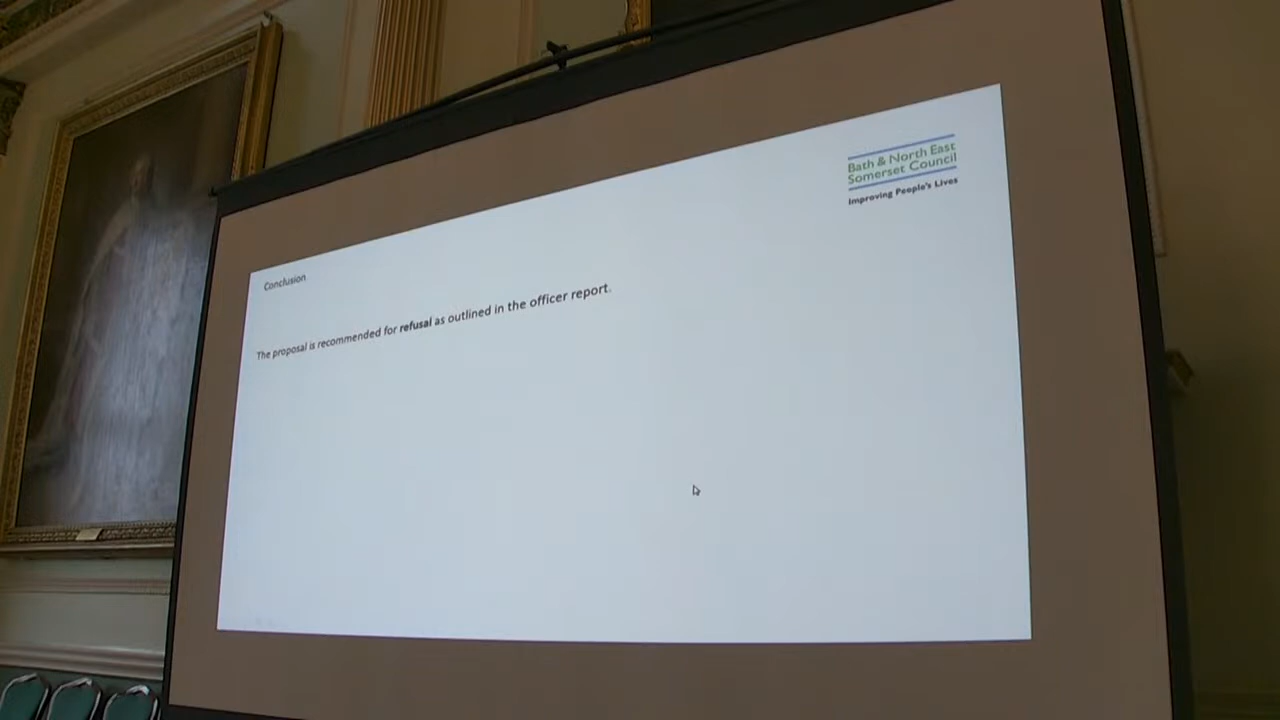 Bath & North East
Somerset Council
Improving People's Lives
Conclusion
The proposal is recommended for refusal as outlined in the officer report.